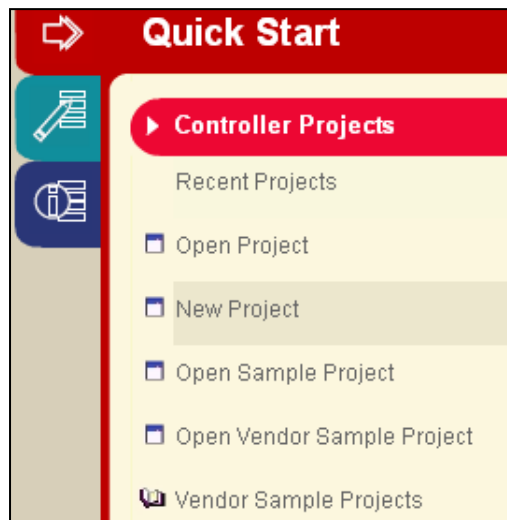 Quick Start
Controller Projects
Recent Projects
Open Project
New Project
Open Sample Project
Open Vendor Sample Project
Vendor Sample Projects